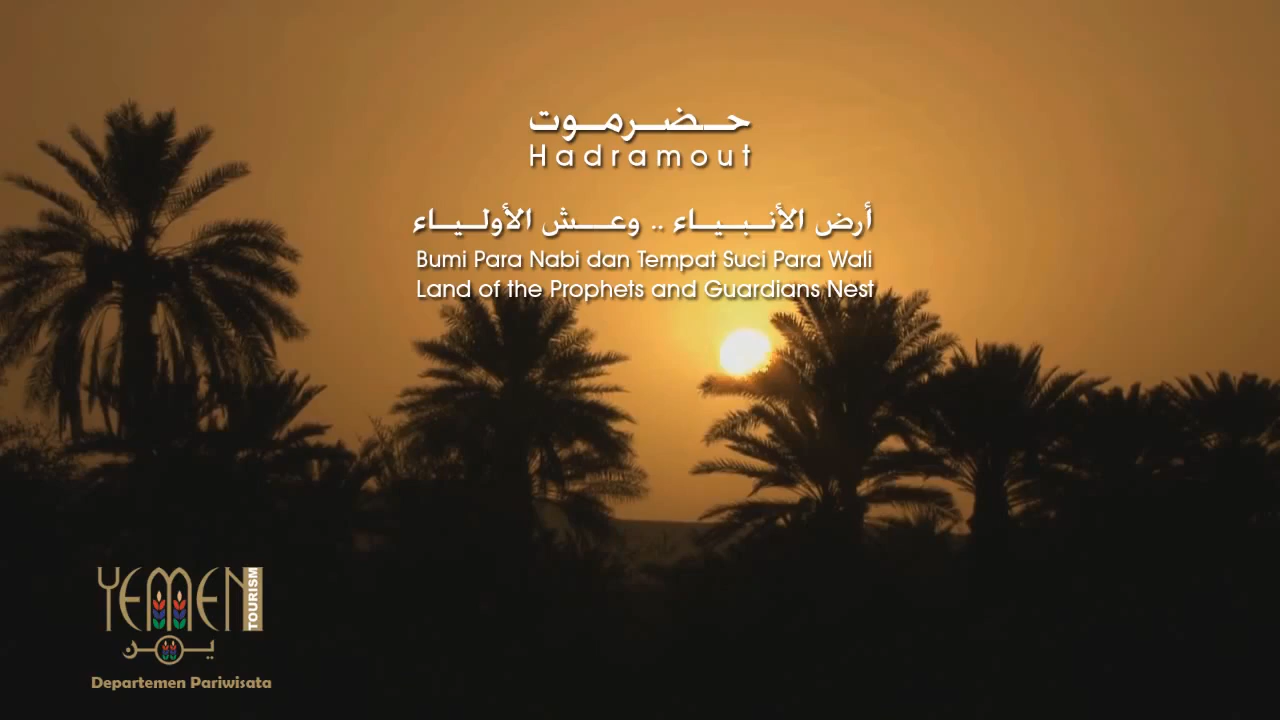 حضرموت
Hadramout
أرض الأنبياء .. وعش الأولياء
Bumi Para Nabi dan Tempat Suci Para Wali
Land of the Prophets and Guardians Nest
YEMEN
TOURISM
يمن
Departemen Pariwisata